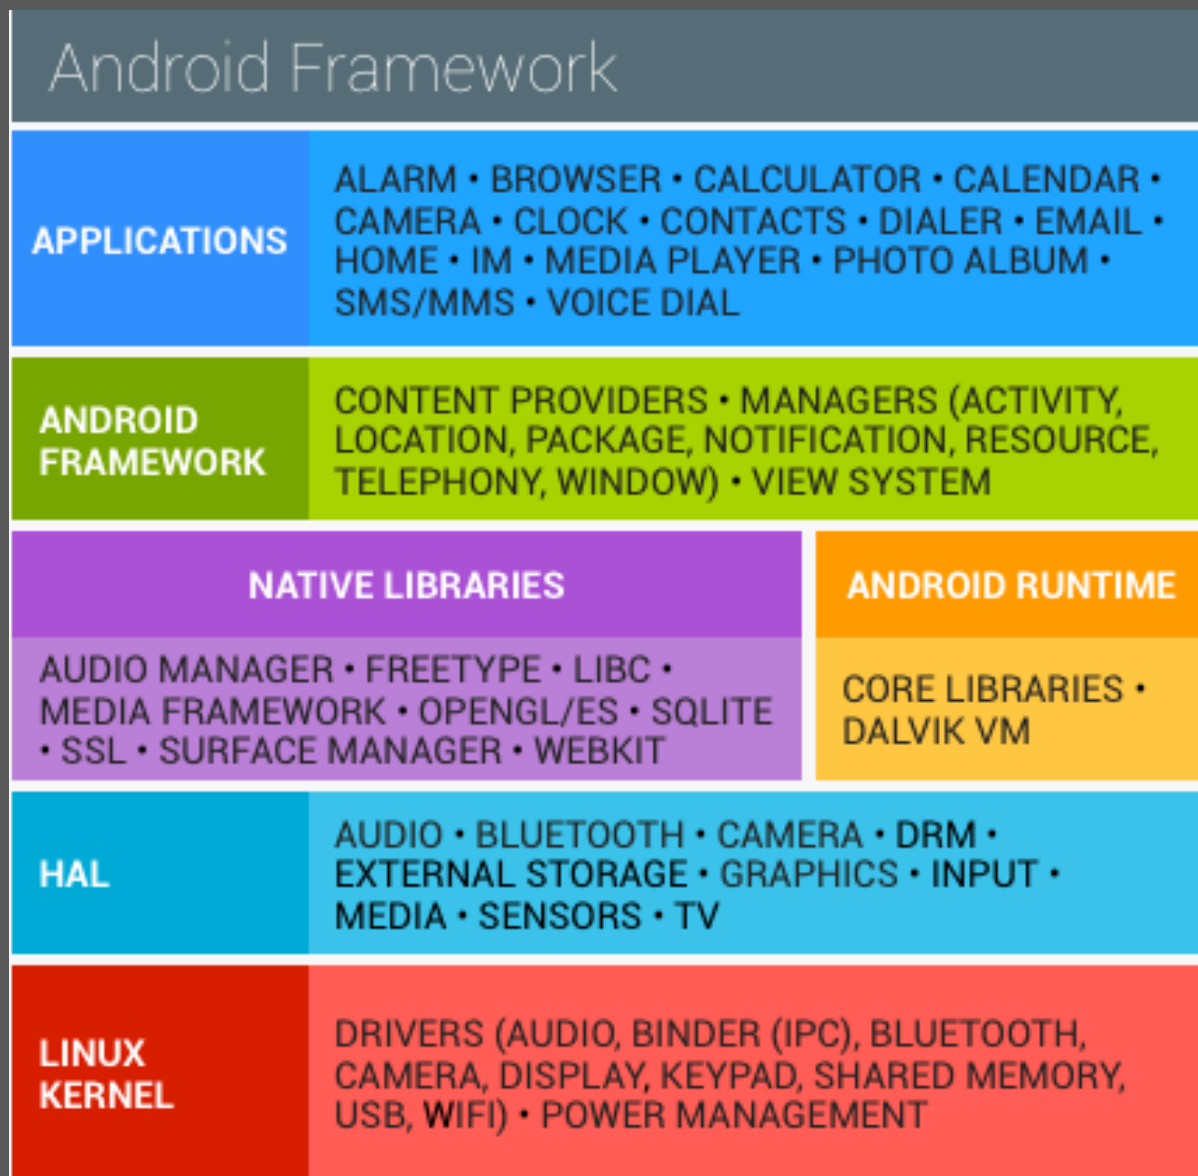 Android Framework
APPLICATIONS
ALARM • BROWSER • CALCULATOR • CALENDAR •
CAMERA • CLOCK • CONTACTS • DIALER • EMAIL •
HOME • IM • MEDIA PLAYER • PHOTO ALBUM •
SMS/MMS • VOICE DIAL
ANDROID
FRAMEWORK
CONTENT PROVIDERS • MANAGERS (ACTIVITY,
LOCATION, PACKAGE, NOTIFICATION, RESOURCE,
TELEPHONY, WINDOW) • VIEW SYSTEM
NATIVE LIBRARIES
AUDIO MANAGER • FREETYPE • LIBC •
MEDIA FRAMEWORK • OPENGL/ES • SQLITE
• SSL • SURFACE MANAGER • WEBKIT
ANDROID RUNTIME
CORE LIBRARIES •
DALVIK VM
HAL
AUDIO • BLUETOOTH • CAMERA • DRM •
EXTERNAL STORAGE • GRAPHICS • INPUT •
MEDIA • SENSORS • TV
LINUX
KERNEL
DRIVERS (AUDIO, BINDER (IPC), BLUETOOTH,
CAMERA, DISPLAY, KEYPAD, SHARED MEMORY,
USB, WIFI) • POWER MANAGEMENT